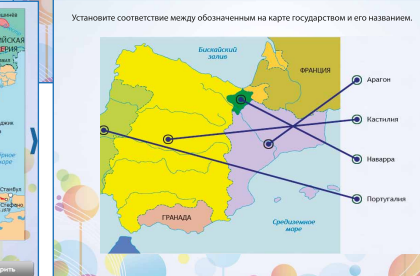 Установите соответствие между обозначенным на карте государством и его названием.
Бискайский
залив
ФРАНЦИЯ
Арагон
Кастилия
Наварра
Португалия
ГРАНАДА
Средиземное
море